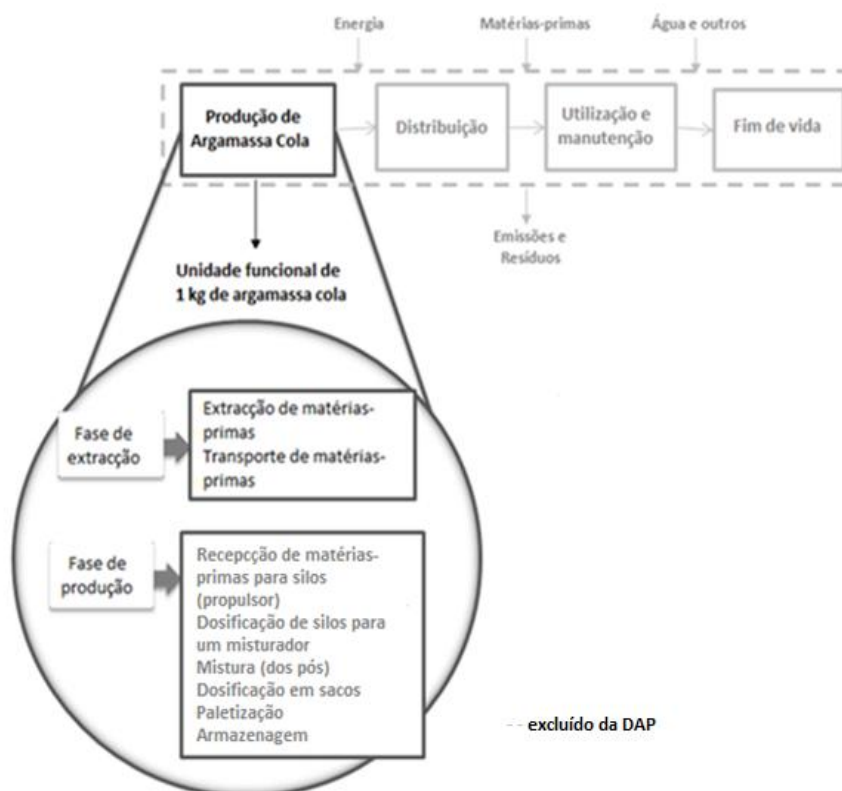 Energia
Matérias-primas
Água e outros
Produção de
Argamassa Cola
Distribuição
Utilização e
manutenção
Fim de vida
Emissões e
Resíduos
Unidade funcional de
1 kg de argamassa cola
Fase de
extracção
Extracção de matérias-
primas
Transporte de matérias-
primas
Fase de
produção
Recepcção de matérias-
primas para silos
(propulsor)
Dosificação de silos para
um misturador
Mistura (dos pós)
Dosificação em sacos
Paletização
Armazenagem
-- excluído da DAP